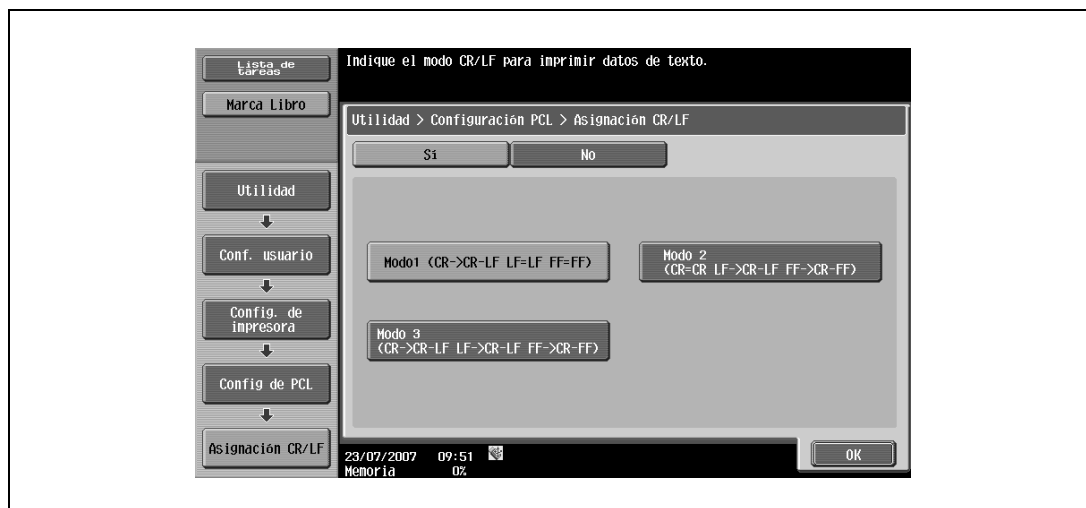 Lista de
tareas
Indique el modo CR/LF para imprimir datos de texto.
Marca Libro
Utilidad > Configuración PCL > Asignación CR/LF
Sí
No
Utilidad
Conf. usuario
Modo1 (CR->CR-LF LF=LF FF=FF)
Modo 2
(CR=CR LF->CR-LF FF->CR-FF)
Config. de
impresora
Modo 3
(CR->CR-LF LF->CR-LF FF->CR-FF)
Config de PCL
Asignación CR/LF
23/07/2007 09:51
Memoria 0%
OK